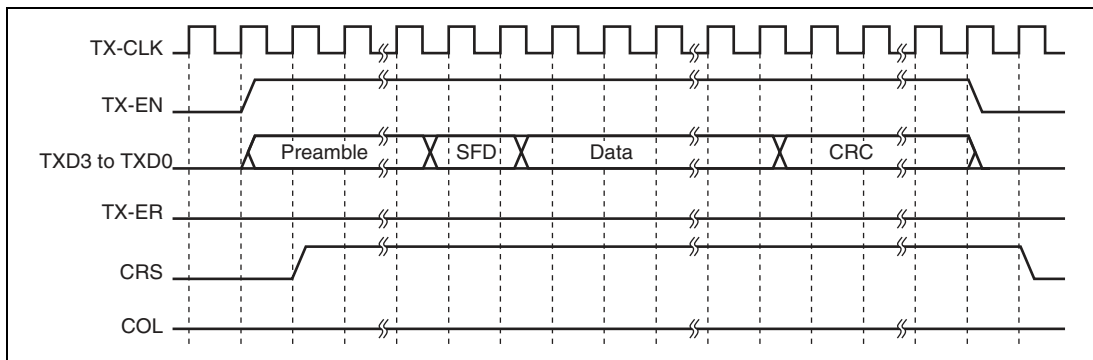 TX-CLK
TX-EN
TXD3 to TXD0 Preamble SFD Data CRC
TX-ER
CRS
COL